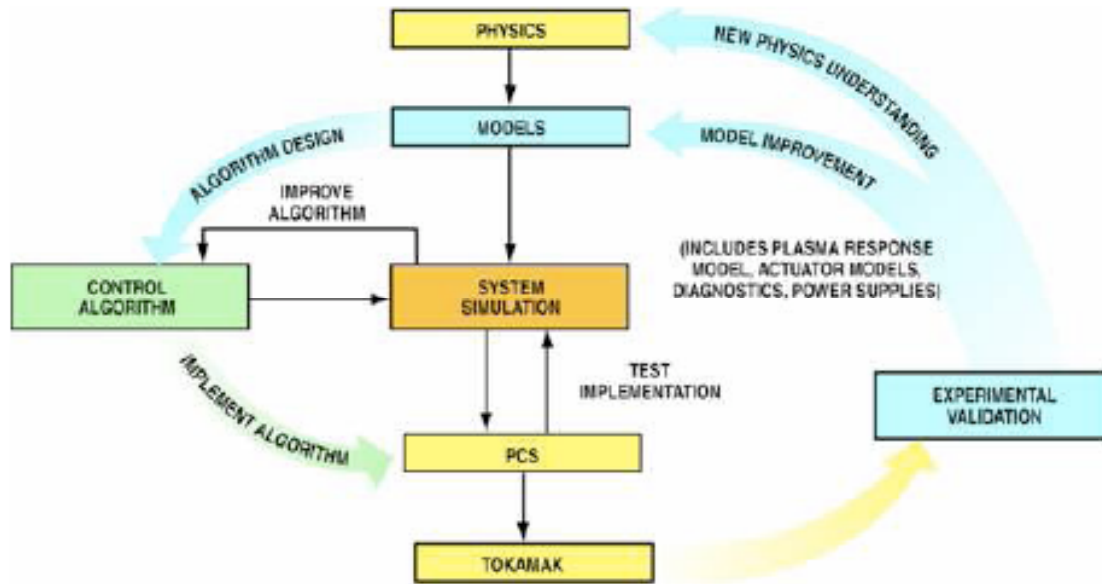 PHYSICS
NEW PHYSICS UNDERSTANDING
MODELS
MODEL IMPROVEMENT
ALGORITHM DESIGN
IMPROVE
ALGORITHM
(INCLUDES PLASMA RESPONSE
MODEL, ACTUATOR MODELS,
DIAGNOSTICS, POWER SUPPLIES)
CONTROL
ALGORITHM
SYSTEM
SIMULATION
TEST
IMPLEMENTATION
EXPERIMENTAL
VALIDATION
IMPLEMENT ALGORITHM
PCS
TOKAMAK